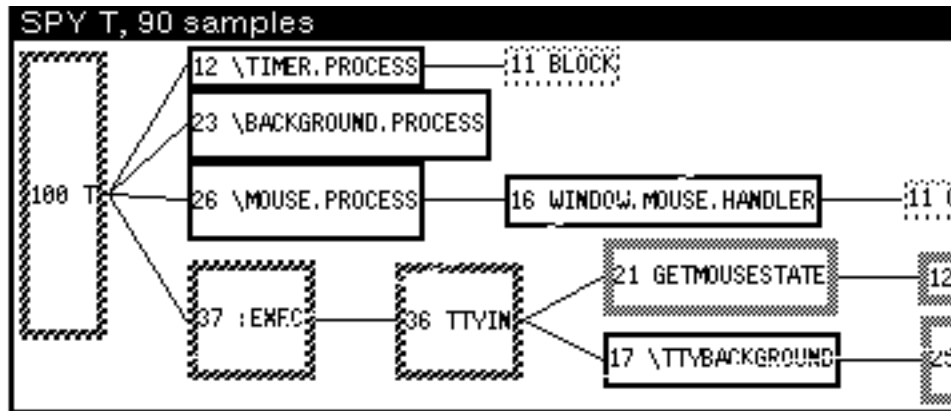 SPY T, 90 samples
12 \TIMER.PROCESS
11 BLOCK
23 \BACKGROUND.PROCESS
100 T
26 \MOUSE.PROCESS
16 WINDOW.MOUSE.HANDLER
11
21 GETMOUSESTATE
12
37 :EXEC
36 TTYIN
17 \TTYBACKGROUND